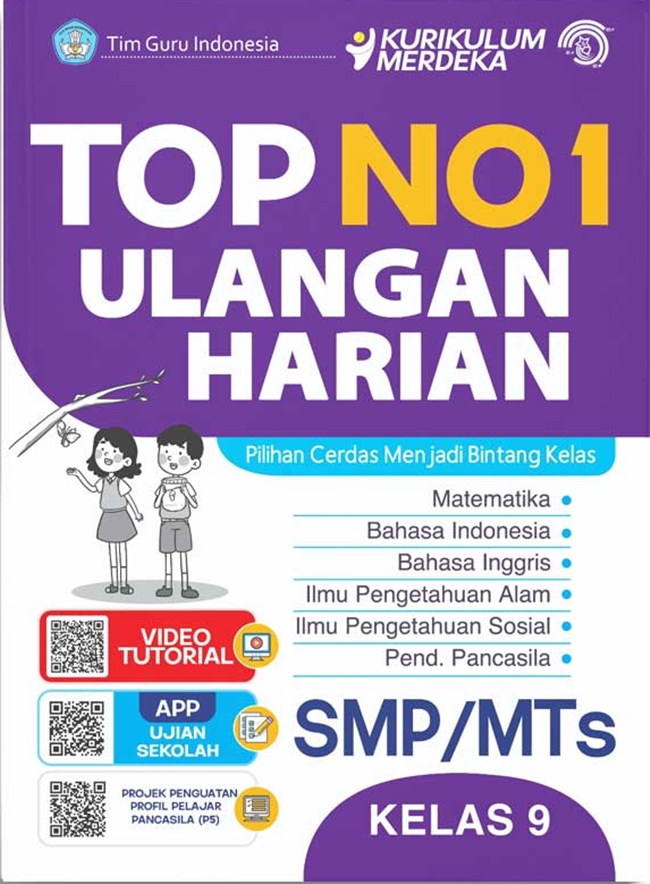 Tim Guru Indonesia
KURIKULUM
MERDEKA
TOP NO 1
ULANGAN
HARIAN
Pilihan Cerdas Menjadi Bintang Kelas
Matematika
Bahasa Indonesia
Bahasa Inggris
Ilmu Pengetahuan Alam
Ilmu Pengetahuan Sosial
Pend. Pancasila
VIDEO
TUTORIAL
APP
UJIAN
SEKOLAH
PROJEK PENGUATAN
PROFIL PELAJAR
PANCASILA (P5)
SMP/MTs
KELAS 9